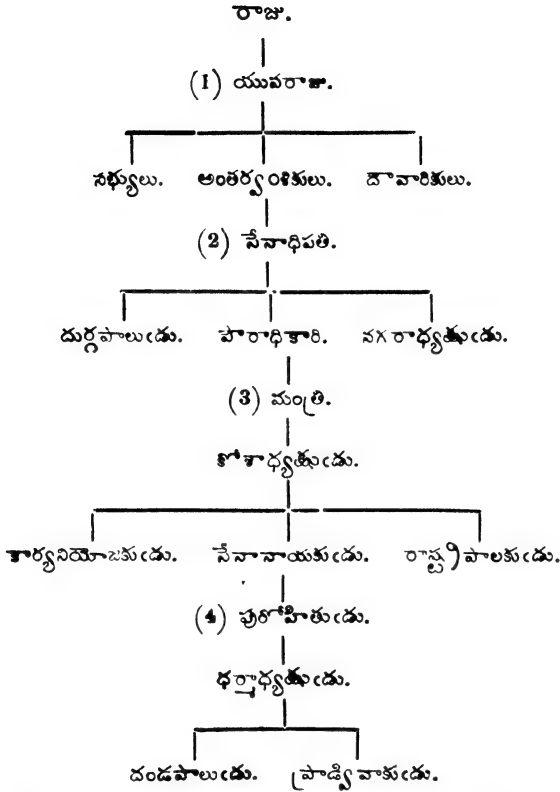 రాజు.
(1) యువరాజు.
సభ్యులు. అంతర్వంశికులు. దౌవారికులు.
(2) సేనాధిపతి.
దుర్గపాలుఁడు. పౌరాధికారి. నగరాధ్యక్షుఁడు.
(3) మంత్రి.
కోశాధ్యక్షుఁడు.
కార్యనియోజకుఁడు. సేనానాయకుఁడు. రాష్ట్రపాలకుఁడు.
(4) పురోహితుఁడు.
ధర్మాధ్యక్షుఁడు.
దండపాలుఁడు. ప్రాడ్వివాకుఁడు.